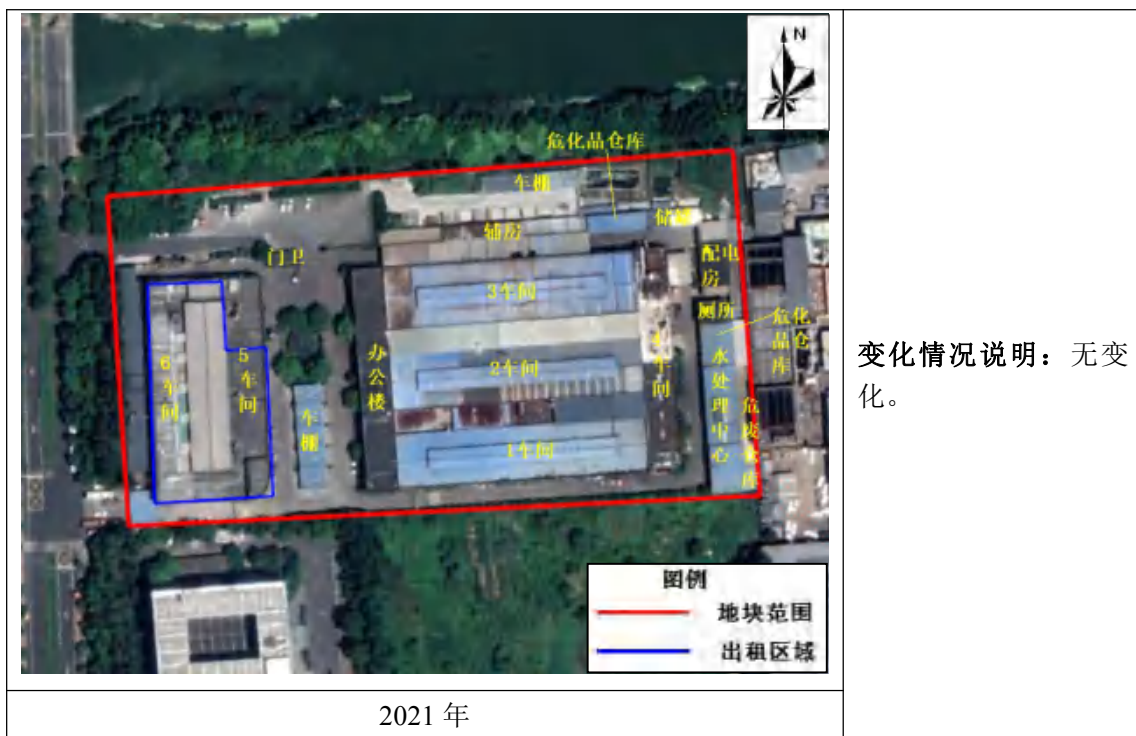 N
危化品仓库
车棚
储罐
辅房
门卫
配电
房
3车间
厕所
危化
品仓
库
5
车
间
6
车
间
办
公
楼
2车间
4
车
间
水
处
理
中
心
危
废
仓
库
车
棚
1车间
变化情况说明：无变
化。
图例
地块范围
出租区域
2021 年